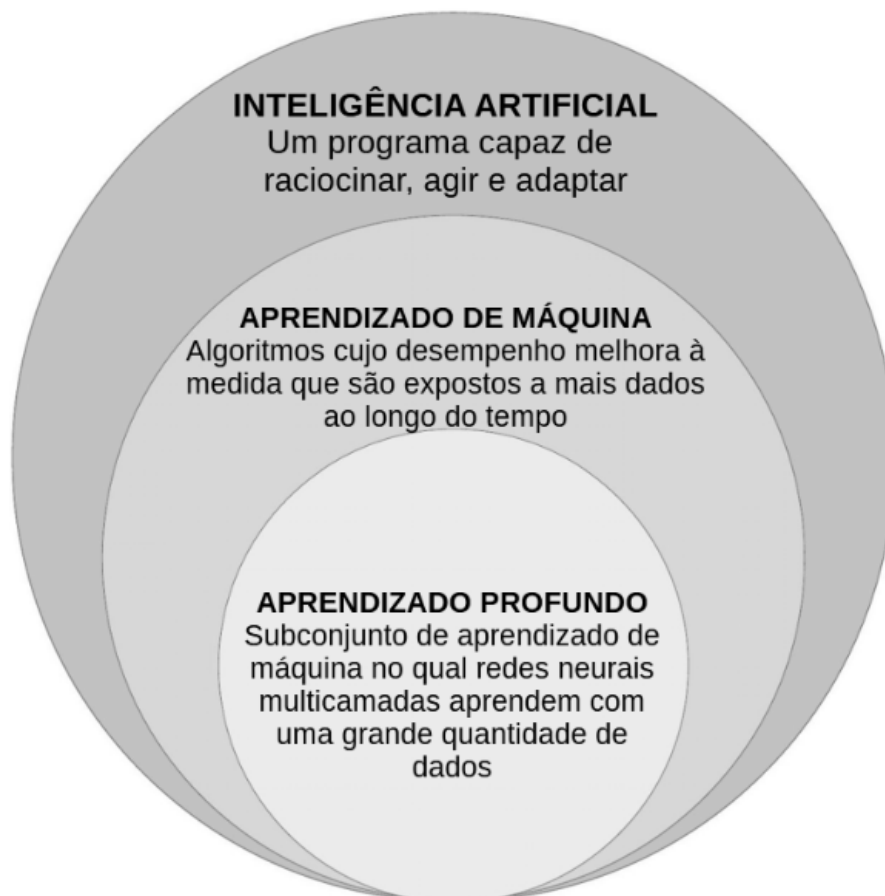 INTELIGÊNCIA ARTIFICIAL
Um programa capaz de
raciocinar, agir e adaptar
APRENDIZADO DE MÁQUINA
Algoritmos cujo desempenho melhora à
medida que são expostos a mais dados
ao longo do tempo
APRENDIZADO PROFUNDO
Subconjunto de aprendizado de
máquina no qual redes neurais
multicamadas aprendem com
uma grande quantidade de
dados